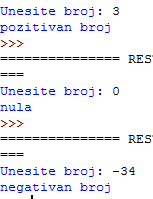 Unesite broj: 3
pozitivan broj
>>>
=============== RES
===
Unesite broj: 0
nula
>>>
=============== RES
===
Unesite broj: -34
negativan broj